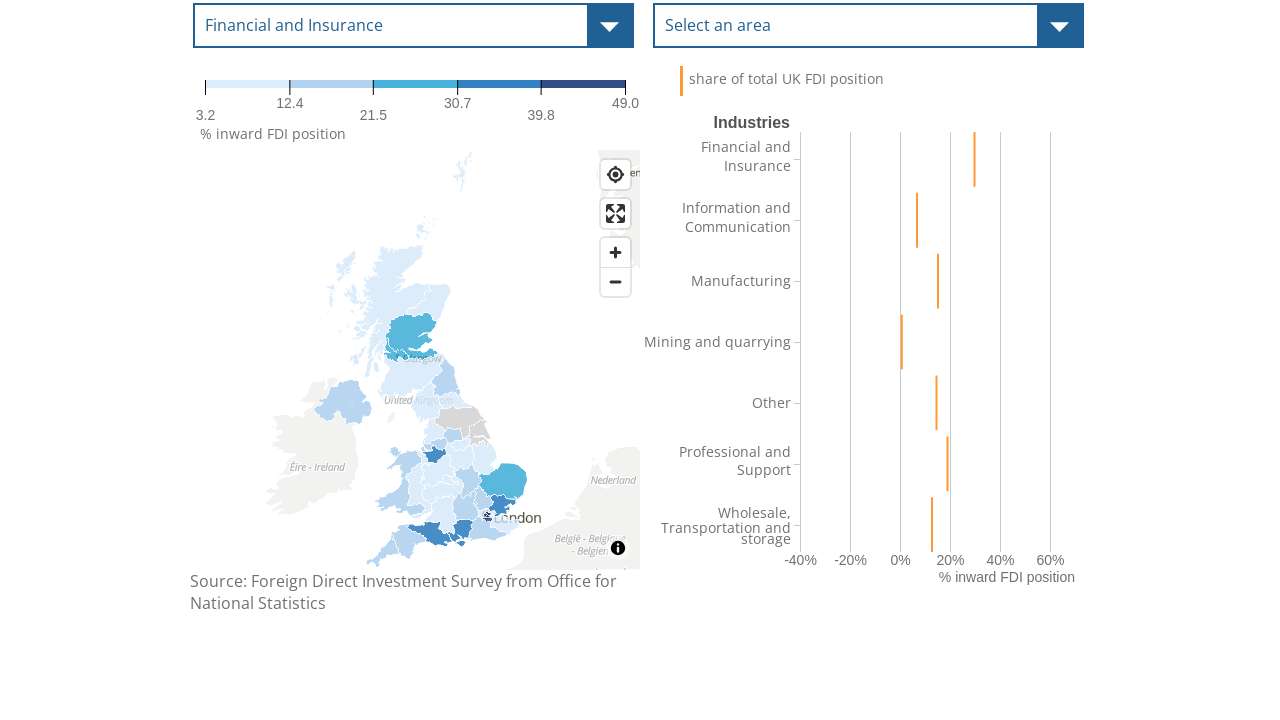 Financial and Insurance
Select an area
3.2
12.4
21.5
30.7
39.8
49.0
% inward FDI position
share of total UK FDI position
Industries
Financial and
Insurance
Information and
Communication
Manufacturing
Mining and quarrying
Other
Professional and
Support
Wholesale,
Transportation and
storage
-40%
-20%
0%
20%
40%
60%
% inward FDI position
en
United Kingdom
Éire - Ireland
Nederland
London
België - Belgique
- Belgien
Source: Foreign Direct Investment Survey from Office for
National Statistics